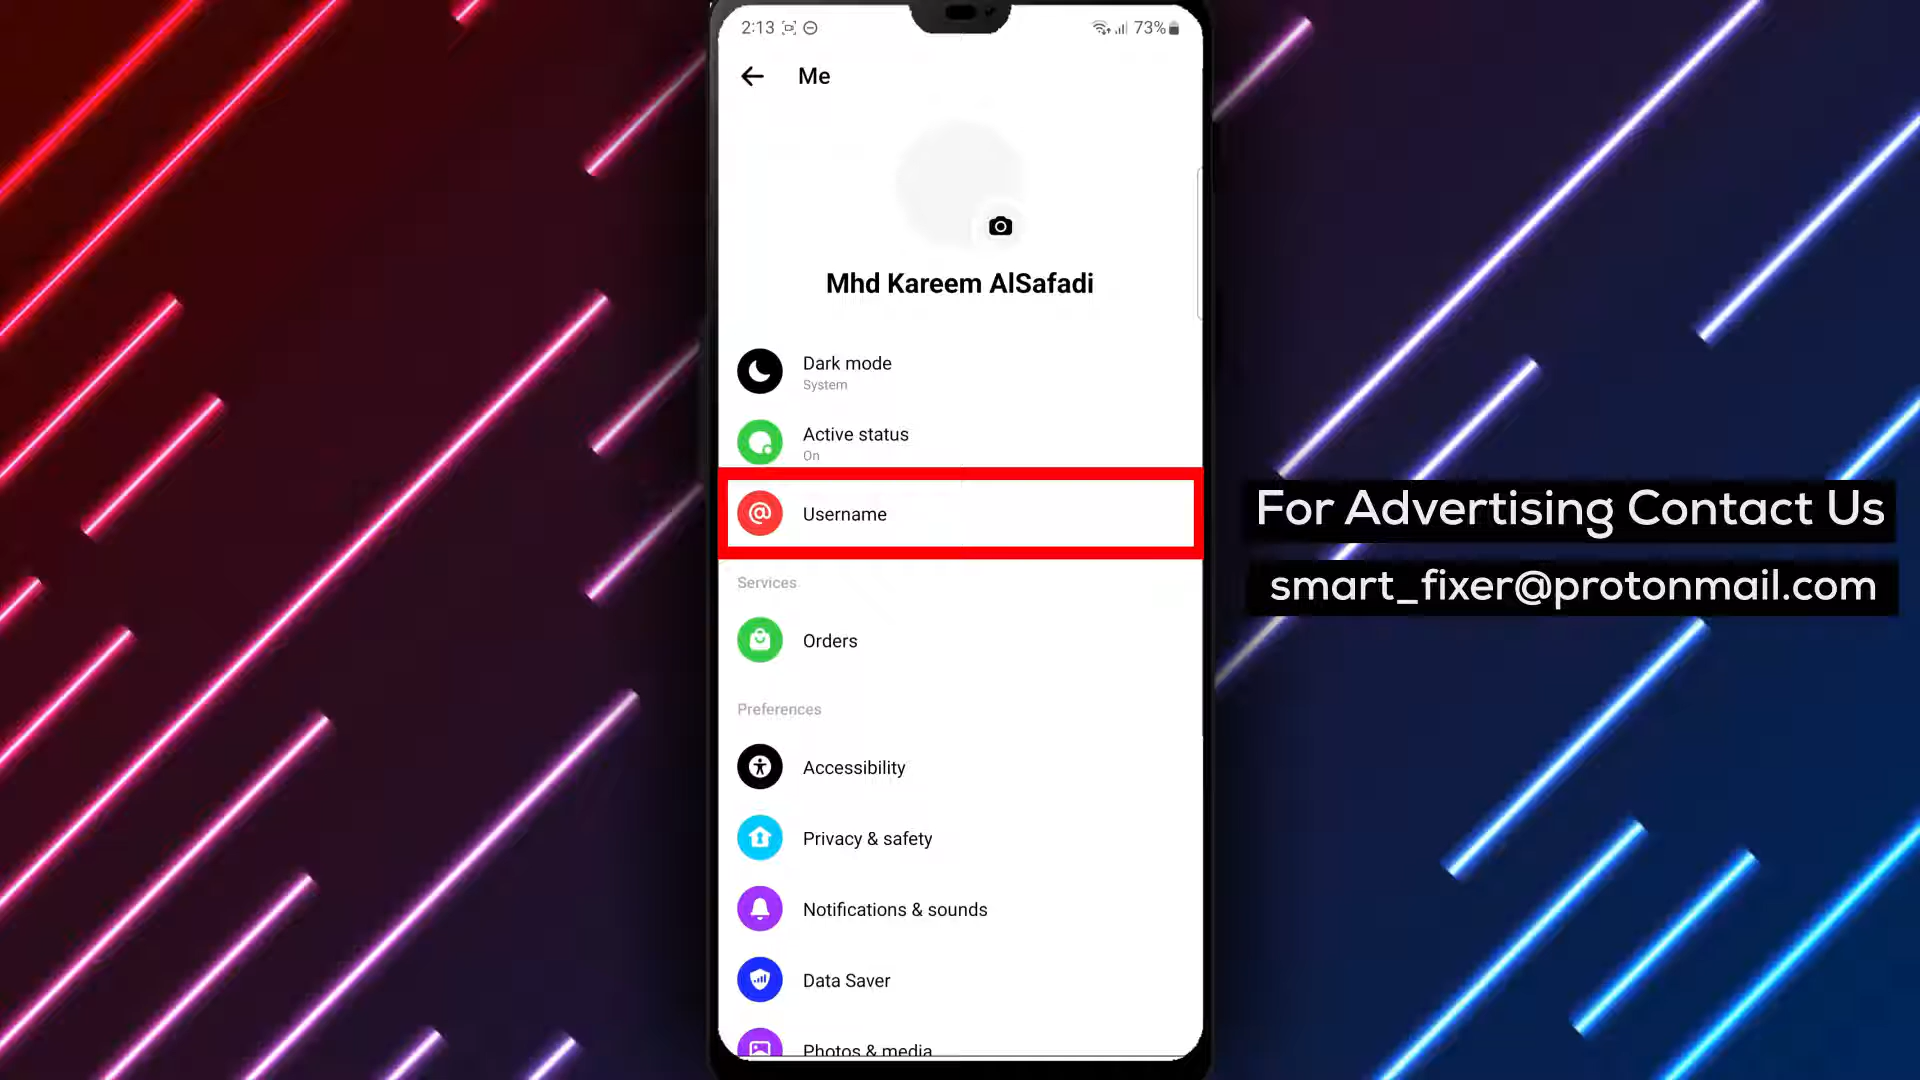 2:13 73%
Me
Mhd Kareem AlSafadi
Dark mode
System
Active status
On
Username
Services
Orders
Preferences
Accessibility
Privacy & safety
Notifications & sounds
Data Saver
Photos & media
For Advertising Contact Us
smart_fixer@protonmail.com